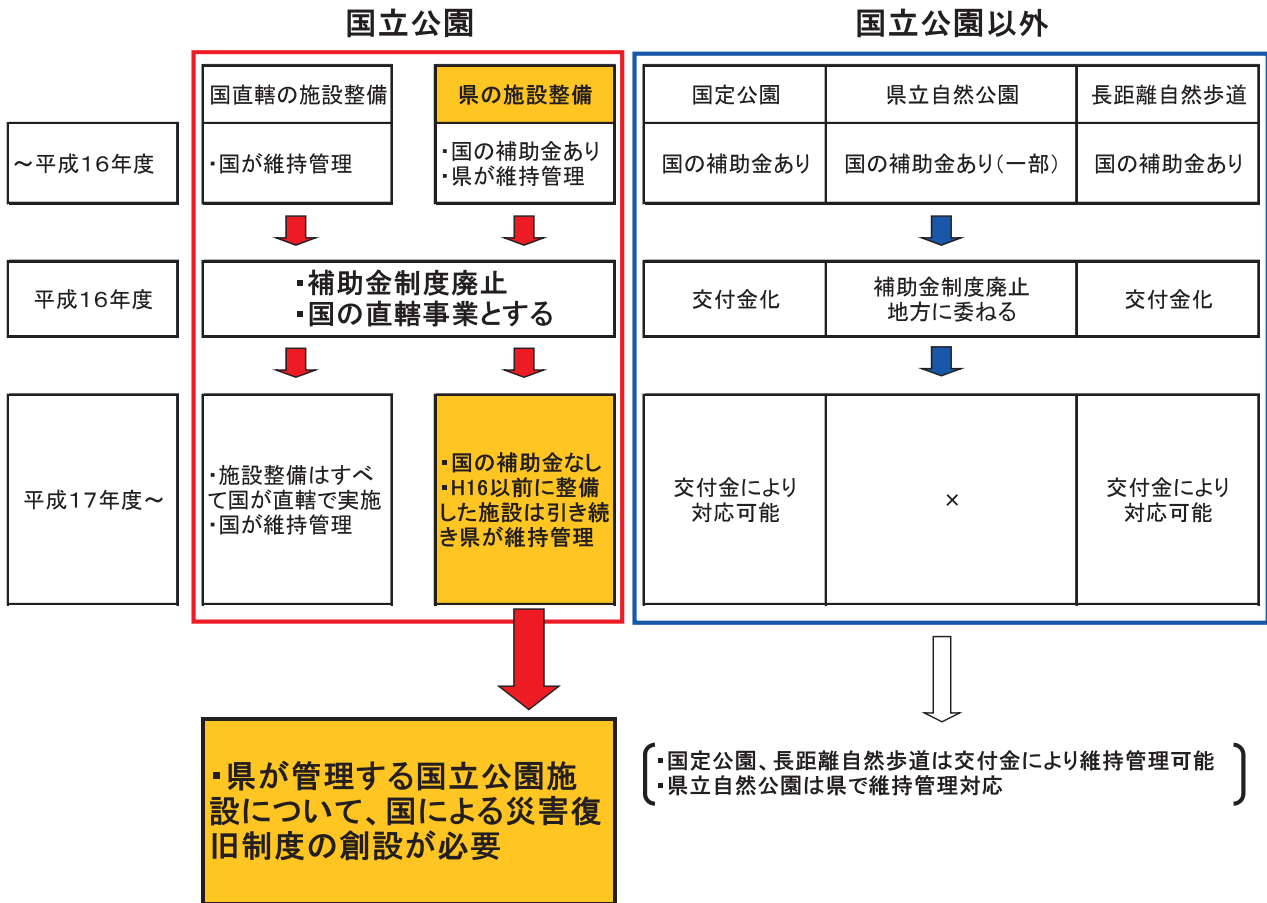 国立公園
国立公園以外
国直轄の施設整備
県の施設整備
国定公園
県立自然公園
長距離自然歩道
～平成16年度
・国が維持管理
・国の補助金あり
・県が維持管理
国の補助金あり
国の補助金あり(一部)
国の補助金あり
平成16年度
・補助金制度廃止
・国の直轄事業とする
交付金化
補助金制度廃止
地方に委ねる
交付金化
平成17年度～
・施設整備はすべ
て国が直轄で実施
・国が維持管理
・国の補助金なし
・H16以前に整備
した施設は引き続
き県が維持管理
交付金により
対応可能
×
交付金により
対応可能
・県が管理する国立公園施
設について、国による災害復
旧制度の創設が必要
・国定公園、長距離自然歩道は交付金により維持管理可能
・県立自然公園は県で維持管理対応